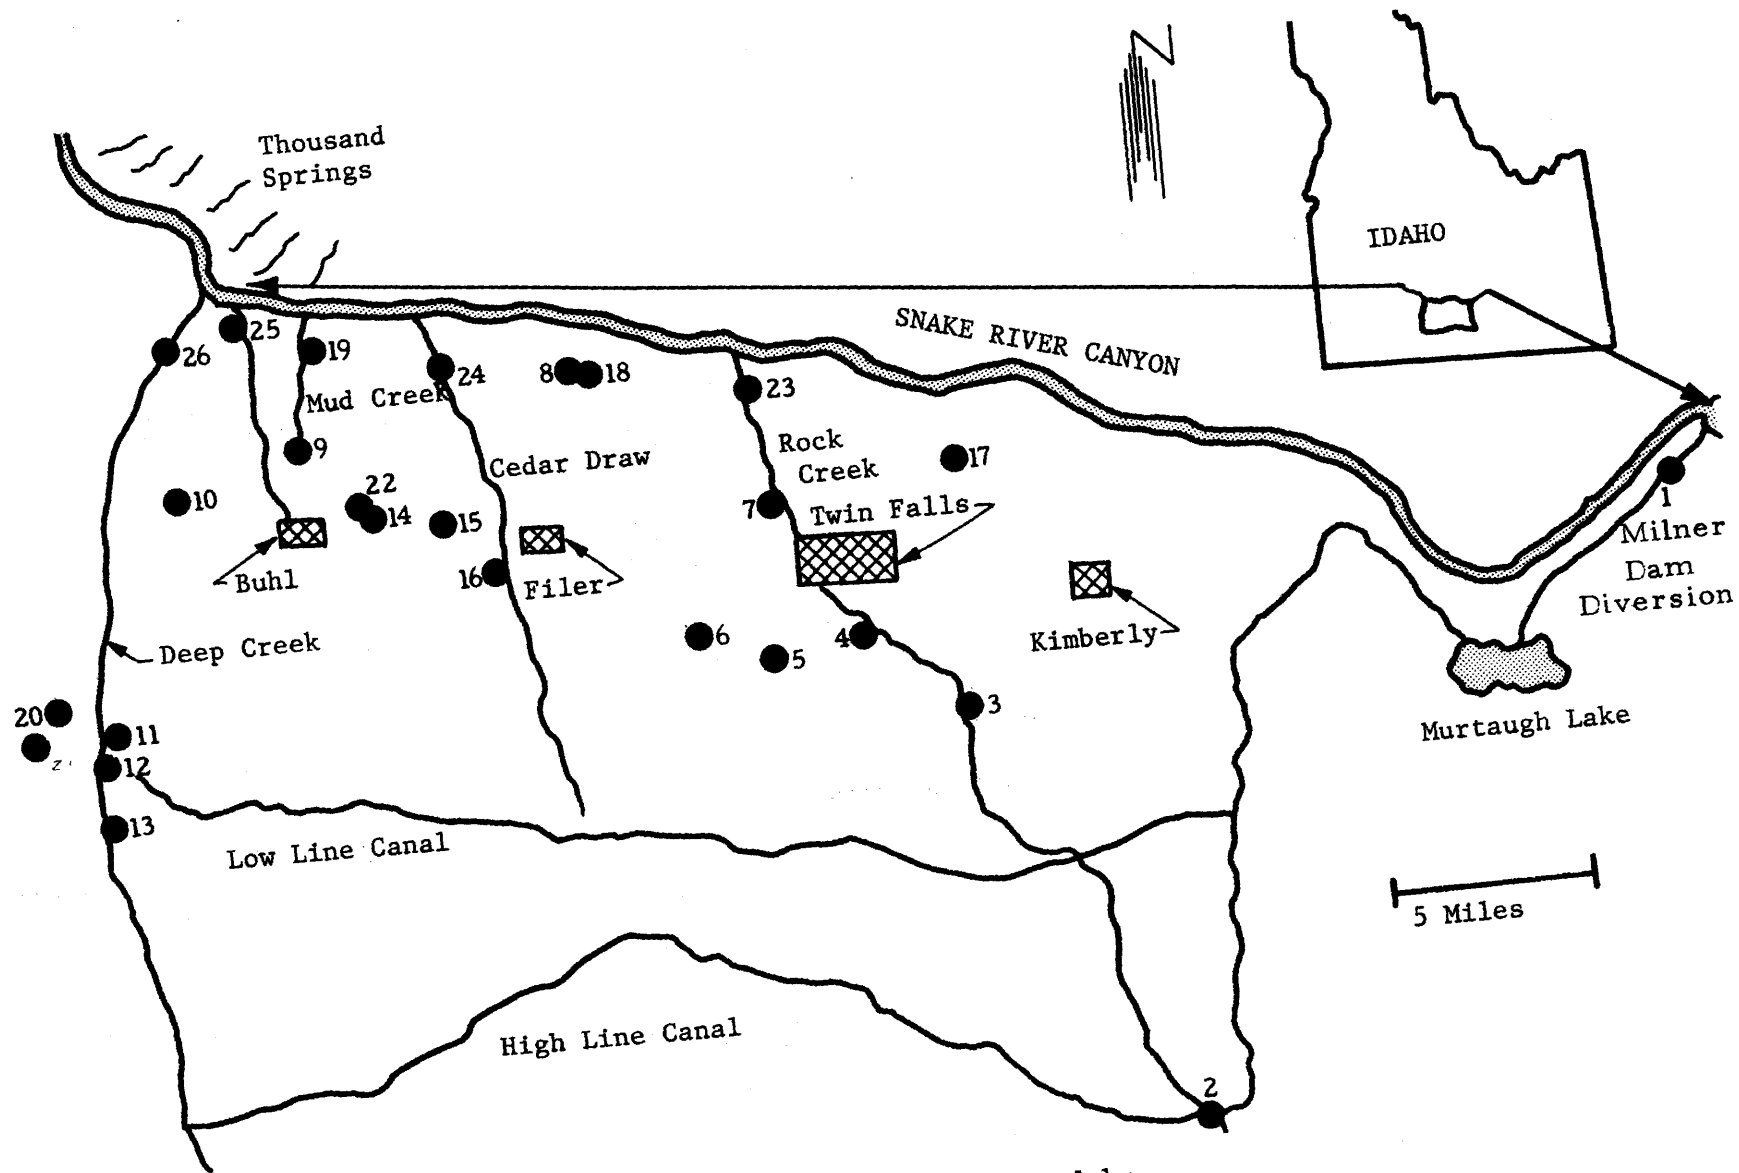 Thousand
Springs
IDAHO
SNAKE RIVER CANYON
25
26
19
24
8
18
23
Mud Creek
9
Rock
Creek
17
Cedar Draw
10
22
14
15
7
Twin Falls
1
Milner
Dam
Diversion
Buhl
16
Filer
Kimberly
6
5
4
Deep Creek
3
Murtaugh Lake
20
11
12
13
Low Line Canal
5 Miles
High Line Canal
2